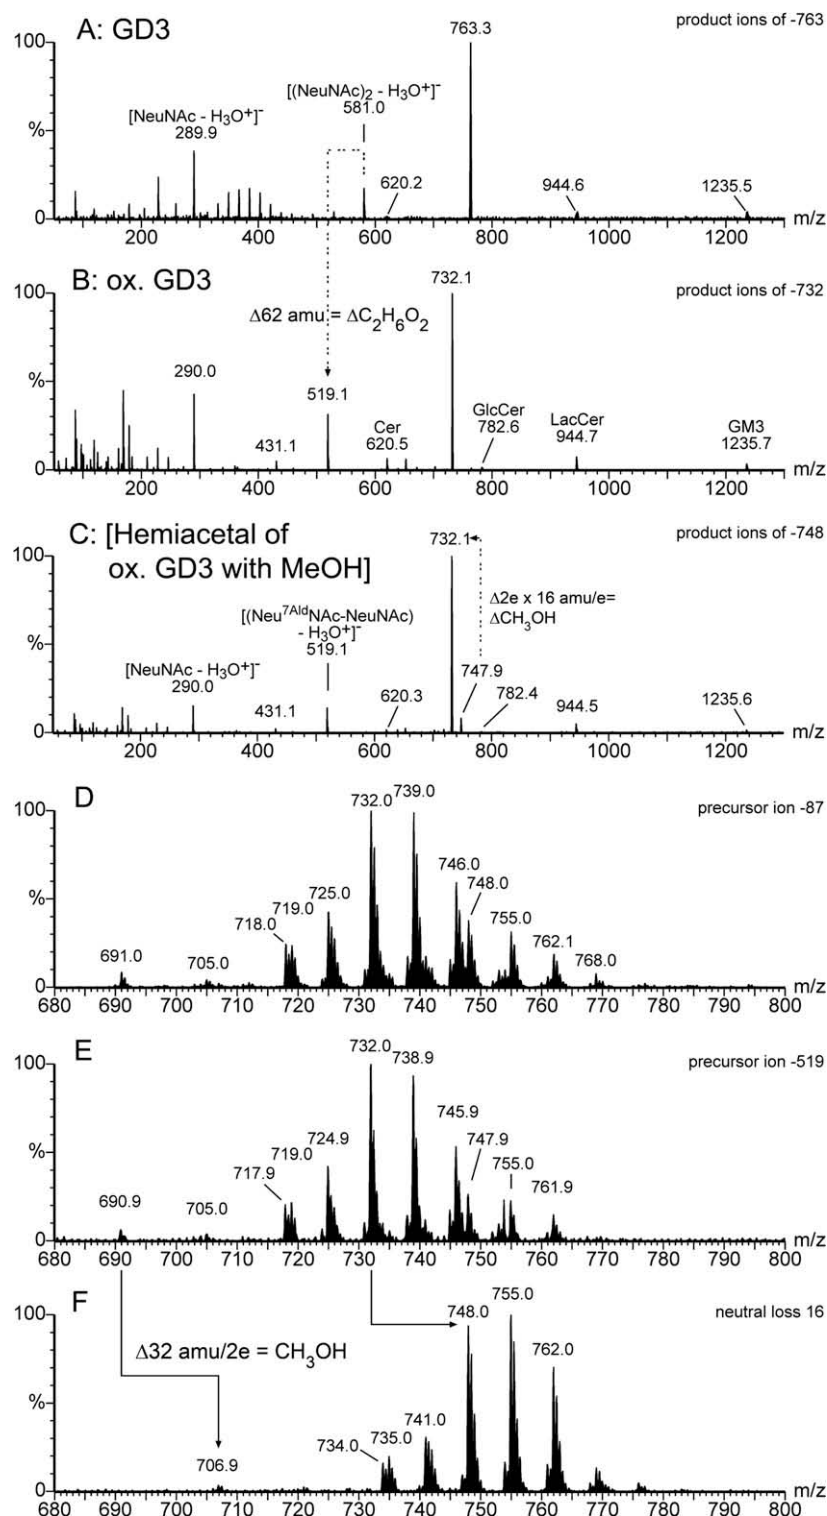 A: GD3
product ions of -763
763.3
100
[(NeuNAc)₂ - H₃O⁺]⁻
581.0
[NeuNAc - H₃O⁺]⁻
289.9
%
620.2
944.6
1235.5
0
200 400 600 800 1000 1200 m/z
B: ox. GD3
732.1
product ions of -732
100
Δ62 amu = ΔC₂H₆O₂
%
290.0
519.1
431.1
Cer
620.5
GlcCer
782.6
LacCer
944.7
GM3
1235.7
0
200 400 600 800 1000 1200 m/z
C: [Hemiacetal of
ox. GD3 with MeOH]
732.1
product ions of -748
100
Δ2e x 16 amu/e=
ΔCH₃OH
[(Neu⁷ᴬˡᵈNAc-NeuNAc)
- H₃O⁺]⁻
519.1
[NeuNAc - H₃O⁺]⁻
290.0
%
431.1
620.3
747.9
782.4
944.5
1235.6
0
200 400 600 800 1000 1200 m/z
D
precursor ion -87
100
%
691.0
705.0
718.0
719.0
725.0
732.0
739.0
746.0
748.0
755.0
762.1
768.0
0
680 690 700 710 720 730 740 750 760 770 780 790 800 m/z
E
precursor ion -519
100
%
690.9
705.0
717.9
719.0
724.9
732.0
738.9
745.9
747.9
755.0
761.9
0
680 690 700 710 720 730 740 750 760 770 780 790 800 m/z
F
neutral loss 16
100
Δ32 amu/2e = CH₃OH
%
706.9
734.0
735.0
741.0
748.0
755.0
762.0
0
680 690 700 710 720 730 740 750 760 770 780 790 800 m/z